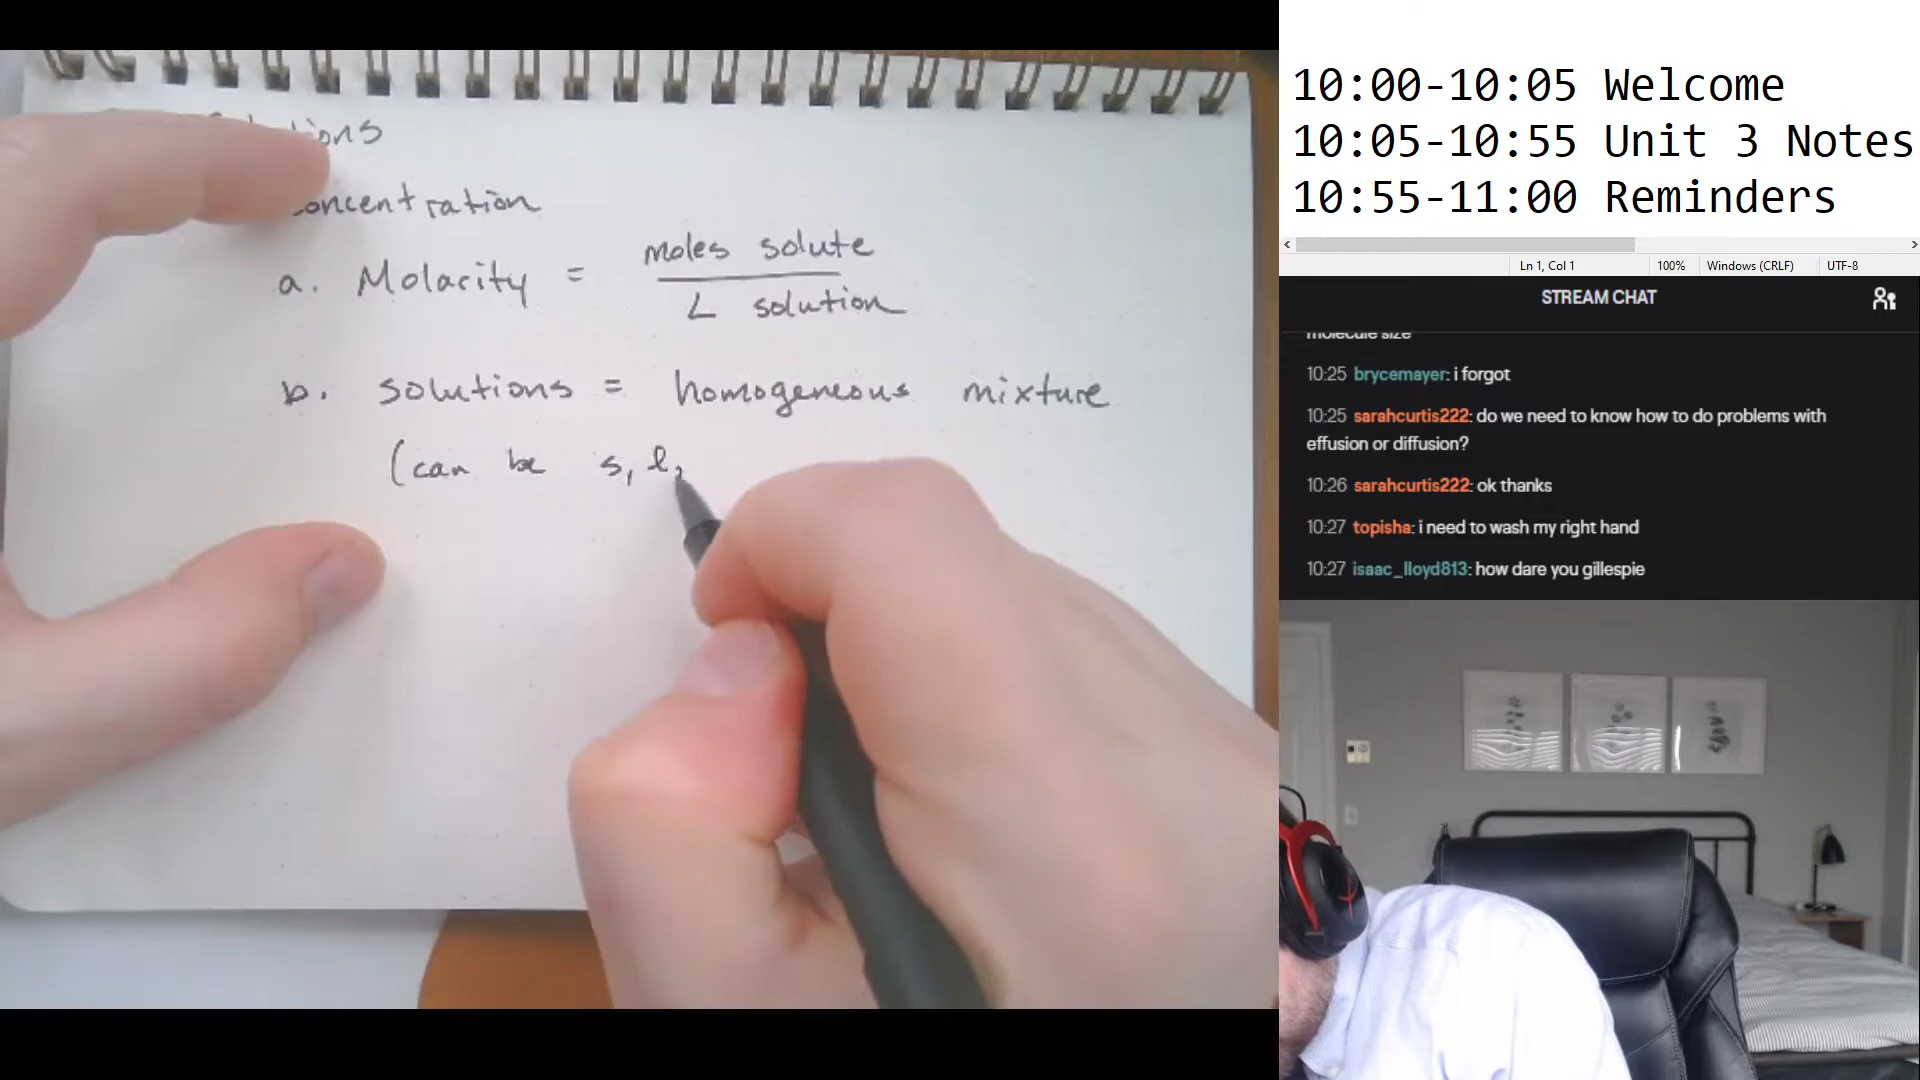 ons
oncentration
a. Molarity = moles solute
L solution
b. solutions = homogeneous mixture
(can be s, l,
10:00-10:05 Welcome
10:05-10:55 Unit 3 Notes
10:55-11:00 Reminders
Ln 1, Col 1 100% Windows (CRLF) UTF-8
STREAM CHAT
molecule size
10:25 brycemayer: i forgot
10:25 sarahcurtis222: do we need to know how to do problems with
effusion or diffusion?
10:26 sarahcurtis222: ok thanks
10:27 topisha: i need to wash my right hand
10:27 isaac_lloyd813: how dare you gillespie